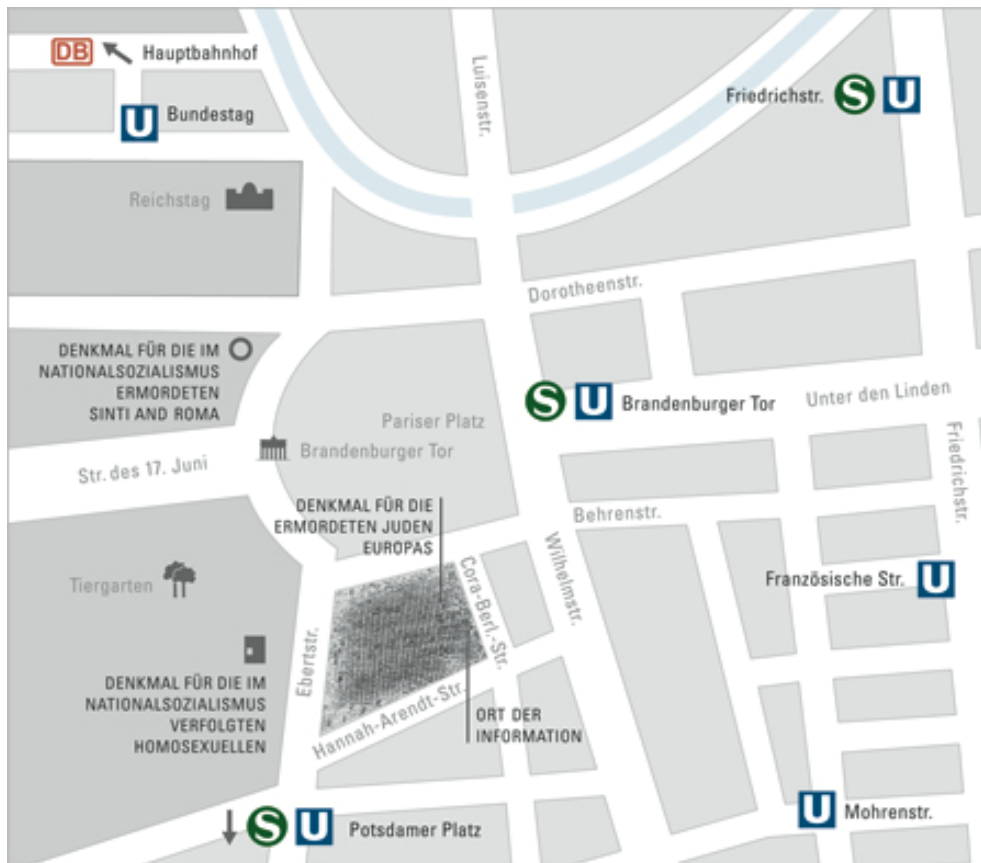 DB Hauptbahnhof
U Bundestag
Luisenstr.
Friedrichstr. S U
Reichstag
Dorotheenstr.
DENKMAL FÜR DIE IM
NATIONALSOZIALISMUS
ERMORDETEN
SINTI AND ROMA
S U Brandenburger Tor
Unter den Linden
Pariser Platz
Brandenburger Tor
Str. des 17. Juni
Friedrichstr.
DENKMAL FÜR DIE
ERMORDETEN JUDEN
EUROPAS
Behrenstr.
Wilhelmstr.
Cora-Berl.-Str.
Französische Str. U
Tiergarten
Ebertstr.
DENKMAL FÜR DIE IM
NATIONALSOZIALISMUS
VERFOLGTEN
HOMOSEXUELLEN
Hannah-Arendt-Str.
ORT DER
INFORMATION
S U Potsdamer Platz
U Mohrenstr.